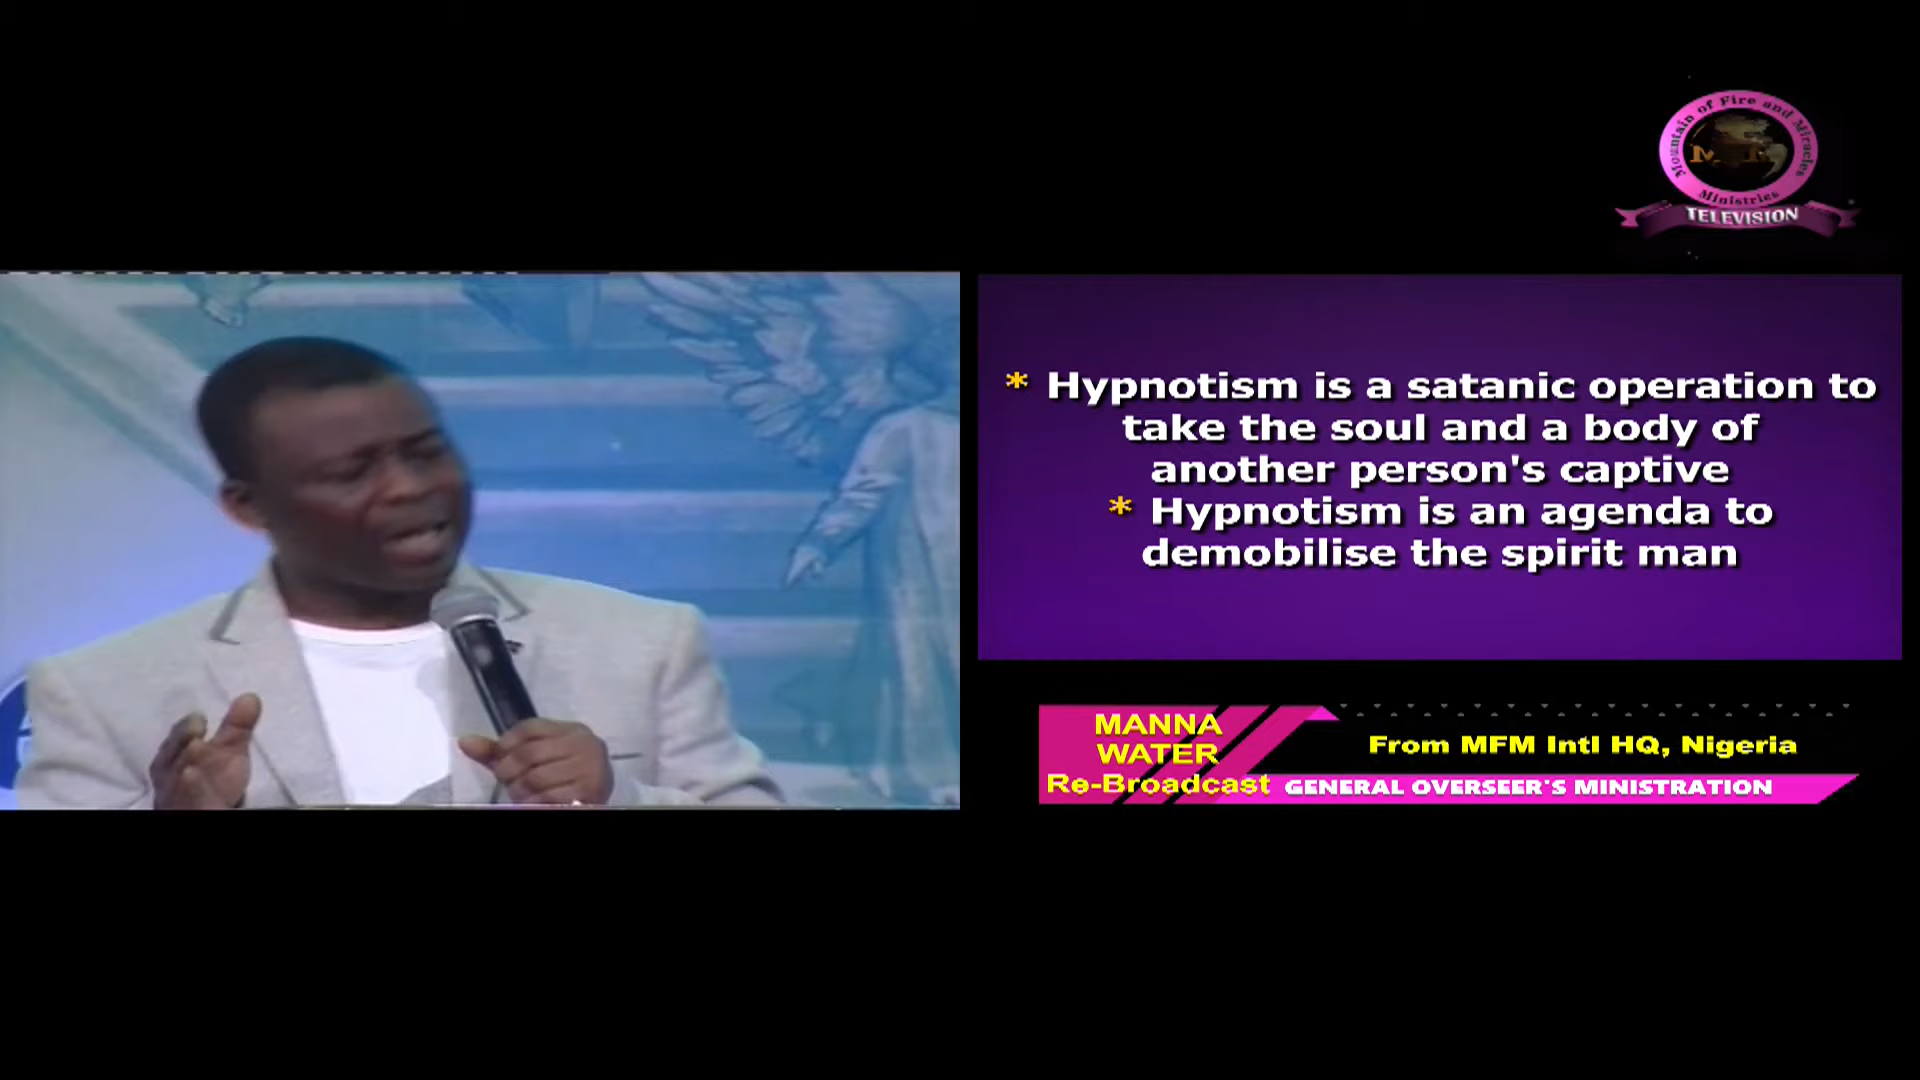 Mountain of Fire and Miracles
Ministries
TELEVISION
* Hypnotism is a satanic operation to
take the soul and a body of
another person's captive
* Hypnotism is an agenda to
demobilise the spirit man
MANNA
WATER
Re-Broadcast
From MFM Intl HQ, Nigeria
GENERAL OVERSEER'S MINISTRATION